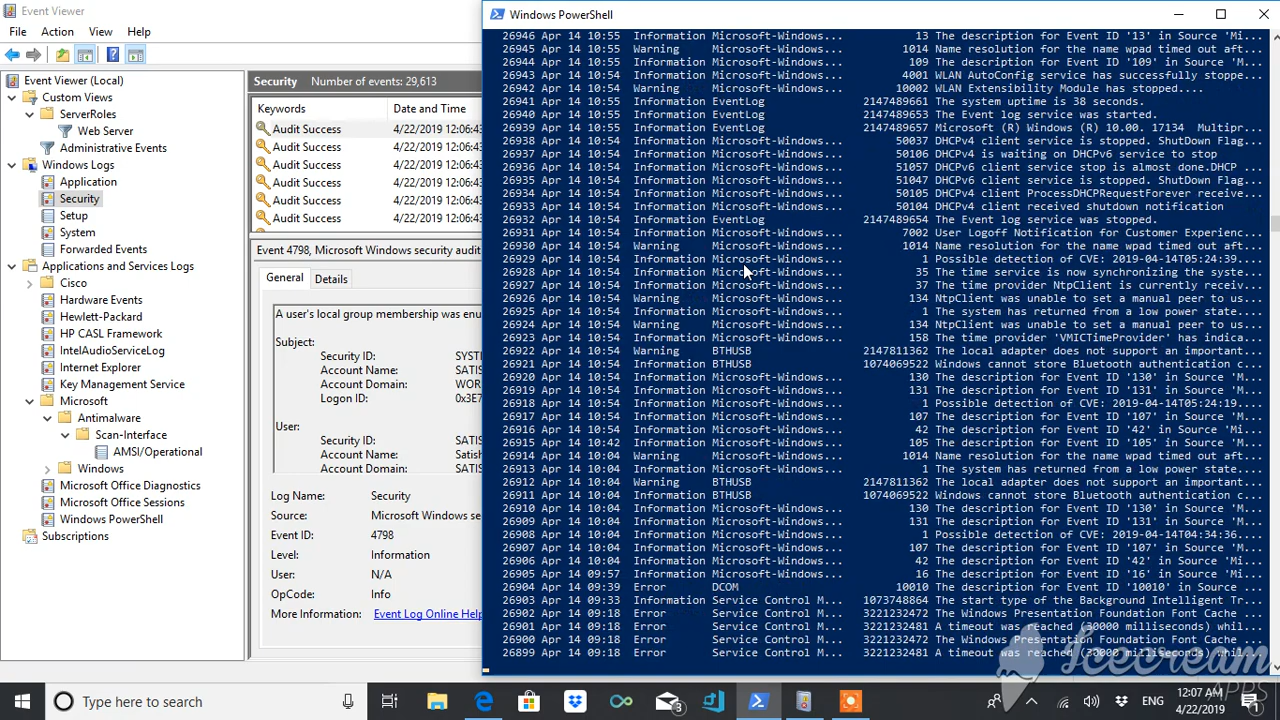 Event Viewer
File Action View Help
Event Viewer (Local)
Custom Views
ServerRoles
Web Server
Administrative Events
Windows Logs
Application
Security
Setup
System
Forwarded Events
Applications and Services Logs
Cisco
Hardware Events
Hewlett-Packard
HP CASL Framework
IntelAudioServiceLog
Internet Explorer
Key Management Service
Microsoft
Antimalware
Scan-Interface
AMSI/Operational
Windows
Microsoft Office Diagnostics
Microsoft Office Sessions
Windows PowerShell
Subscriptions
Security Number of events: 29,613
Keywords Date and Time
Audit Success 4/22/2019 12:06:43
Audit Success 4/22/2019 12:06:43
Audit Success 4/22/2019 12:06:43
Audit Success 4/22/2019 12:06:43
Audit Success 4/22/2019 12:06:43
Audit Success 4/22/2019 12:06:43
Event 4798, Microsoft Windows security audit
General Details
A user's local group membership was enu
Subject:
Security ID: SYST
Account Name: SATIS
Account Domain: WOR
Logon ID: 0x3E7
User:
Security ID: SATIS
Account Name: Satish
Account Domain: SATIS
Log Name: Security
Source: Microsoft Windows se
Event ID: 4798
Level: Information
User: N/A
OpCode: Info
More Information: Event Log Online Help
Windows PowerShell
26946 Apr 14 10:55 Information Microsoft-Windows... 13 The description for Event ID '13' in Source 'Mi...
26945 Apr 14 10:55 Warning Microsoft-Windows... 1014 Name resolution for the name wpad timed out aft...
26944 Apr 14 10:55 Information Microsoft-Windows... 109 The description for Event ID '109' in Source 'M...
26943 Apr 14 10:55 Information Microsoft-Windows... 4001 WLAN AutoConfig service has successfully stoppe...
26942 Apr 14 10:55 Warning Microsoft-Windows... 10002 WLAN Extensibility Module has stopped....
26941 Apr 14 10:55 Information EventLog 2147489661 The system uptime is 38 seconds.
26940 Apr 14 10:55 Information EventLog 2147489653 The Event log service was started.
26939 Apr 14 10:55 Information EventLog 2147489657 Microsoft (R) Windows (R) 10.00. 17134 Multipr...
26938 Apr 14 10:54 Information Microsoft-Windows... 50037 DHCPv4 client service is stopped. ShutDown Flag...
26937 Apr 14 10:54 Information Microsoft-Windows... 50106 DHCPv4 is waiting on DHCPv6 service to stop
26936 Apr 14 10:54 Information Microsoft-Windows... 51057 DHCPv6 client service stop is almost done.DHCP ...
26935 Apr 14 10:54 Information Microsoft-Windows... 51047 DHCPv6 client service is stopped. ShutDown Flag...
26934 Apr 14 10:54 Information Microsoft-Windows... 50105 DHCPv4 client ProcessDHCPRequestForever receive...
26933 Apr 14 10:54 Information Microsoft-Windows... 50104 DHCPv4 client received shutdown notification
26932 Apr 14 10:54 Information EventLog 2147489654 The Event log service was stopped.
26931 Apr 14 10:54 Information Microsoft-Windows... 7002 User Logoff Notification for Customer Experienc...
26930 Apr 14 10:54 Warning Microsoft-Windows... 1014 Name resolution for the name wpad timed out aft...
26929 Apr 14 10:54 Information Microsoft-Windows... 1 Possible detection of CVE: 2019-04-14T05:24:39....
26928 Apr 14 10:54 Information Microsoft-Windows... 35 The time service is now synchronizing the syste...
26927 Apr 14 10:54 Information Microsoft-Windows... 37 The time provider NtpClient is currently receiv...
26926 Apr 14 10:54 Warning Microsoft-Windows... 134 NtpClient was unable to set a manual peer to us...
26925 Apr 14 10:54 Information Microsoft-Windows... 1 The system has returned from a low power state....
26924 Apr 14 10:54 Warning Microsoft-Windows... 134 NtpClient was unable to set a manual peer to us...
26923 Apr 14 10:54 Information Microsoft-Windows... 158 The time provider 'VMICTimeProvider' has indica...
26922 Apr 14 10:54 Warning BTHUSB 2147811362 The local adapter does not support an important...
26921 Apr 14 10:54 Information BTHUSB 1074069522 Windows cannot store Bluetooth authentication c...
26920 Apr 14 10:54 Information Microsoft-Windows... 130 The description for Event ID '130' in Source 'M...
26919 Apr 14 10:54 Information Microsoft-Windows... 131 The description for Event ID '131' in Source 'M...
26918 Apr 14 10:54 Information Microsoft-Windows... 1 Possible detection of CVE: 2019-04-14T05:24:19....
26917 Apr 14 10:54 Information Microsoft-Windows... 107 The description for Event ID '107' in Source 'M...
26916 Apr 14 10:54 Information Microsoft-Windows... 42 The description for Event ID '42' in Source 'Mi...
26915 Apr 14 10:42 Information Microsoft-Windows... 105 The description for Event ID '105' in Source 'M...
26914 Apr 14 10:04 Warning Microsoft-Windows... 1014 Name resolution for the name wpad timed out aft...
26913 Apr 14 10:04 Information Microsoft-Windows... 1 The system has returned from a low power state....
26912 Apr 14 10:04 Warning BTHUSB 2147811362 The local adapter does not support an important...
26911 Apr 14 10:04 Information BTHUSB 1074069522 Windows cannot store Bluetooth authentication c...
26910 Apr 14 10:04 Information Microsoft-Windows... 130 The description for Event ID '130' in Source 'M...
26909 Apr 14 10:04 Information Microsoft-Windows... 131 The description for Event ID '131' in Source 'M...
26908 Apr 14 10:04 Information Microsoft-Windows... 1 Possible detection of CVE: 2019-04-14T04:34:36....
26907 Apr 14 10:04 Information Microsoft-Windows... 107 The description for Event ID '107' in Source 'M...
26906 Apr 14 10:04 Information Microsoft-Windows... 42 The description for Event ID '42' in Source 'Mi...
26905 Apr 14 09:57 Information Microsoft-Windows... 16 The description for Event ID '16' in Source 'Mi...
26904 Apr 14 09:39 Error DCOM 10010 The description for Event ID '10010' in Source ...
26903 Apr 14 09:33 Information Service Control M... 1073748864 The start type of the Background Intelligent Tr...
26902 Apr 14 09:18 Error Service Control M... 3221232472 The Windows Presentation Foundation Font Cache ...
26901 Apr 14 09:18 Error Service Control M... 3221232481 A timeout was reached (30000 milliseconds) whil...
26900 Apr 14 09:18 Error Service Control M... 3221232472 The Windows Presentation Foundation Font Cache ...
26899 Apr 14 09:18 Error Service Control M... 3221232481 A timeout was reached (30000 milliseconds) whil...
Icecream
APPS
Type here to search
3
ENG
12:07 AM
4/22/2019
1